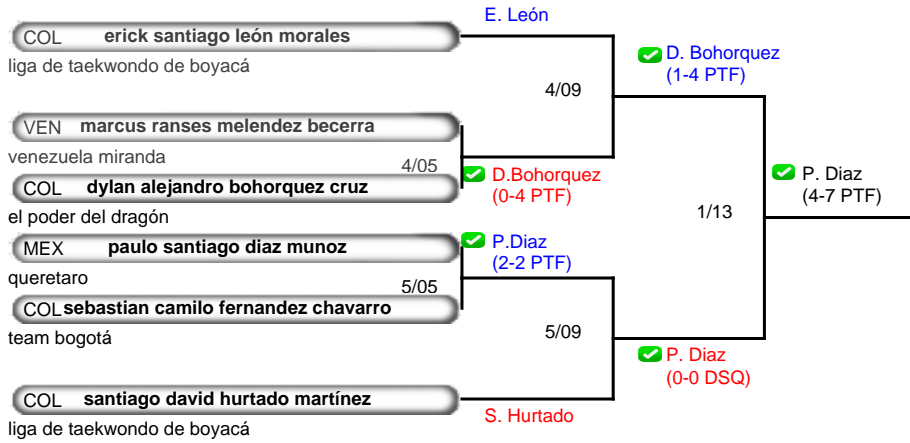 E. León
COL erick santiago león morales
liga de taekwondo de boyacá
D. Bohorquez
(1-4 PTF)
4/09
VEN marcus ranses melendez becerra
venezuela miranda
4/05
D.Bohorquez
(0-4 PTF)
COL dylan alejandro bohorquez cruz
el poder del dragón
P. Diaz
(4-7 PTF)
1/13
MEX paulo santiago diaz munoz
queretaro
P.Diaz
(2-2 PTF)
5/05
COL sebastian camilo fernandez chavarro
team bogotá
5/09
P. Diaz
(0-0 DSQ)
COL santiago david hurtado martínez
liga de taekwondo de boyacá
S. Hurtado